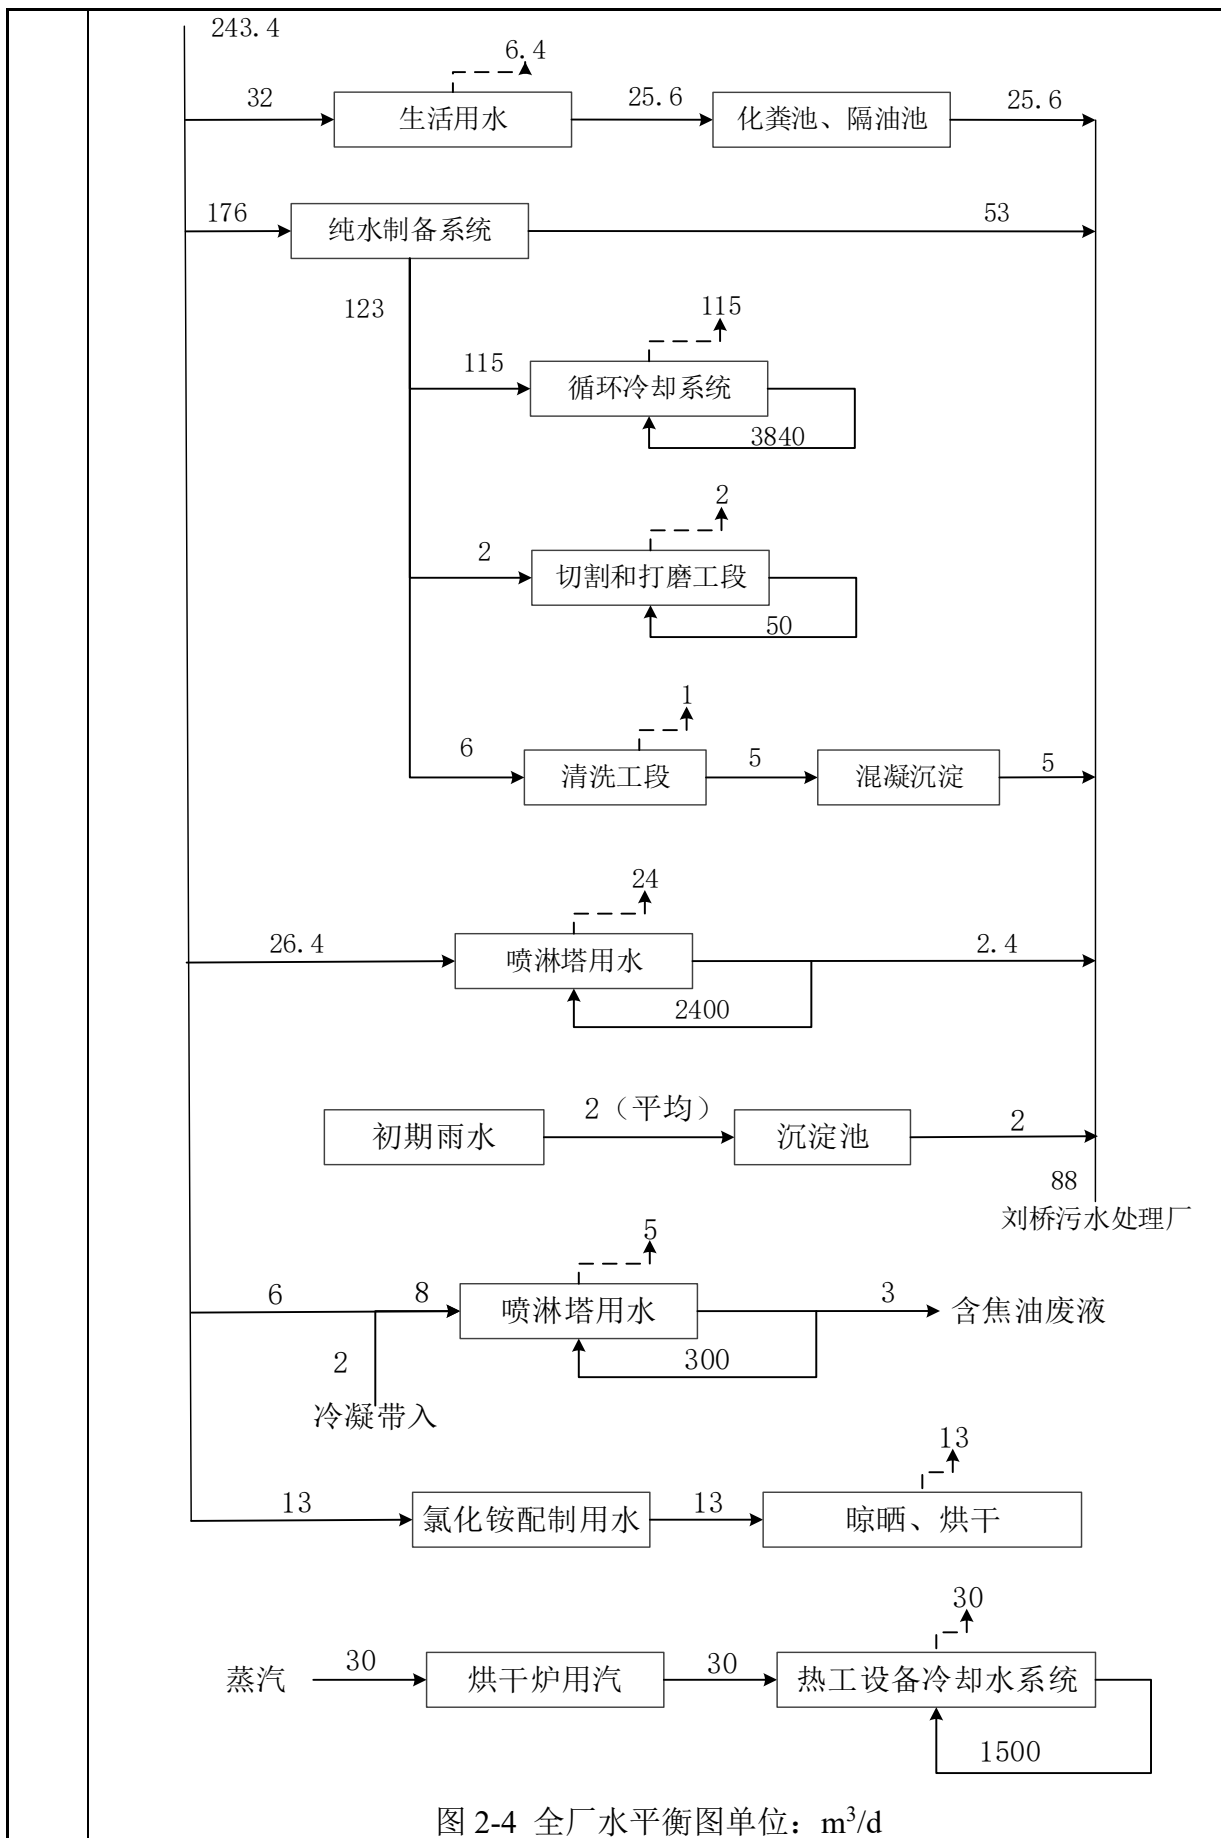 243.4
6.4
32
生活用水
25.6
化粪池、隔油池
25.6
176
纯水制备系统
53
123
115
115
循环冷却系统
3840
2
2
切割和打磨工段
50
1
6
清洗工段
5
混凝沉淀
5
24
26.4
喷淋塔用水
2.4
2400
初期雨水
2（平均）
沉淀池
2
88
刘桥污水处理厂
5
6
8
喷淋塔用水
3
含焦油废液
300
2
冷凝带入
13
13
氯化铵配制用水
13
晾晒、烘干
30
蒸汽
30
烘干炉用汽
30
热工设备冷却水系统
1500
图 2-4 全厂水平衡图单位：m³/d